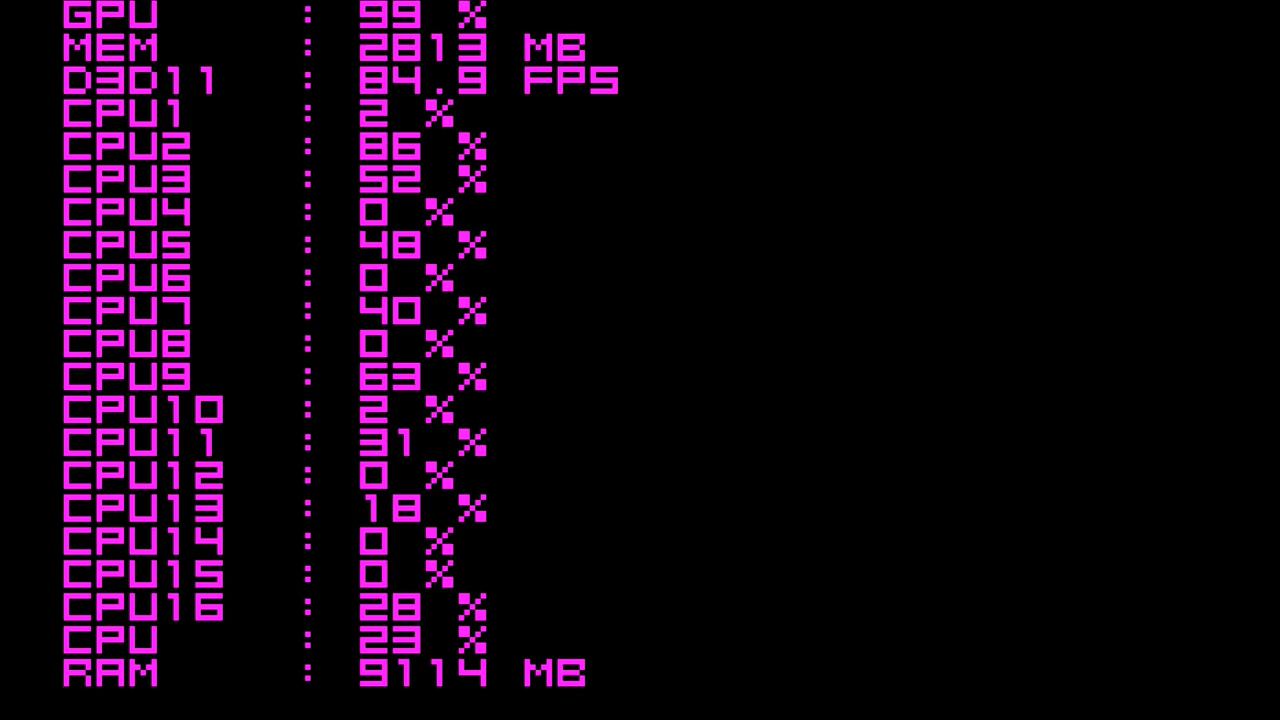 GPU : 99 %
MEM : 2813 MB
D3D11 : 84.9 FPS
CPU1 : 2 %
CPU2 : 86 %
CPU3 : 52 %
CPU4 : 0 %
CPU5 : 48 %
CPU6 : 0 %
CPU7 : 40 %
CPU8 : 0 %
CPU9 : 63 %
CPU10 : 2 %
CPU11 : 31 %
CPU12 : 0 %
CPU13 : 18 %
CPU14 : 0 %
CPU15 : 0 %
CPU16 : 28 %
CPU : 23 %
RAM : 9114 MB